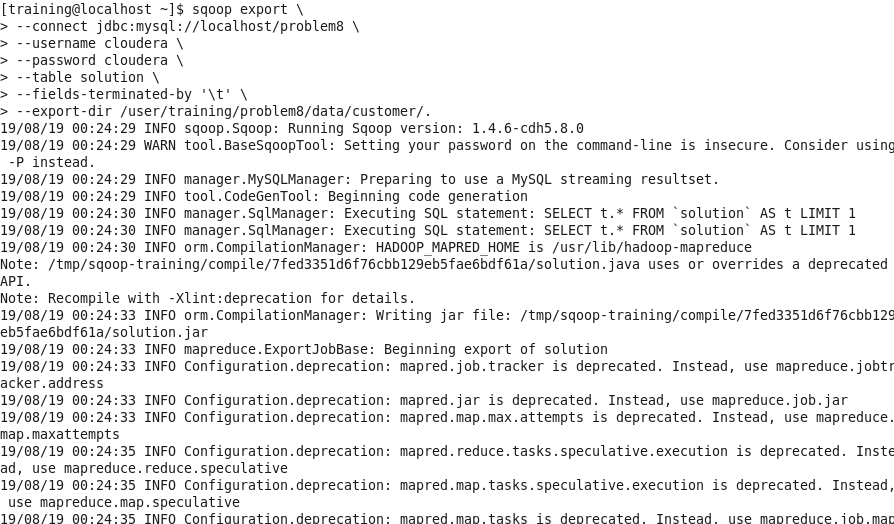 [training@localhost ~]$ sqoop export \
> --connect jdbc:mysql://localhost/problem8 \
> --username cloudera \
> --password cloudera \
> --table solution \
> --fields-terminated-by '\t' \
> --export-dir /user/training/problem8/data/customer/.
19/08/19 00:24:29 INFO sqoop.Sqoop: Running Sqoop version: 1.4.6-cdh5.8.0
19/08/19 00:24:29 WARN tool.BaseSqoopTool: Setting your password on the command-line is insecure. Consider using
 -P instead.
19/08/19 00:24:29 INFO manager.MySQLManager: Preparing to use a MySQL streaming resultset.
19/08/19 00:24:29 INFO tool.CodeGenTool: Beginning code generation
19/08/19 00:24:30 INFO manager.SqlManager: Executing SQL statement: SELECT t.* FROM `solution` AS t LIMIT 1
19/08/19 00:24:30 INFO manager.SqlManager: Executing SQL statement: SELECT t.* FROM `solution` AS t LIMIT 1
19/08/19 00:24:30 INFO orm.CompilationManager: HADOOP_MAPRED_HOME is /usr/lib/hadoop-mapreduce
Note: /tmp/sqoop-training/compile/7fed3351d6f76cbb129eb5fae6bdf61a/solution.java uses or overrides a deprecated
API.
Note: Recompile with -Xlint:deprecation for details.
19/08/19 00:24:33 INFO orm.CompilationManager: Writing jar file: /tmp/sqoop-training/compile/7fed3351d6f76cbb129
eb5fae6bdf61a/solution.jar
19/08/19 00:24:33 INFO mapreduce.ExportJobBase: Beginning export of solution
19/08/19 00:24:33 INFO Configuration.deprecation: mapred.job.tracker is deprecated. Instead, use mapreduce.jobtr
acker.address
19/08/19 00:24:33 INFO Configuration.deprecation: mapred.jar is deprecated. Instead, use mapreduce.job.jar
19/08/19 00:24:33 INFO Configuration.deprecation: mapred.map.max.attempts is deprecated. Instead, use mapreduce.
map.maxattempts
19/08/19 00:24:35 INFO Configuration.deprecation: mapred.reduce.tasks.speculative.execution is deprecated. Inste
ad, use mapreduce.reduce.speculative
19/08/19 00:24:35 INFO Configuration.deprecation: mapred.map.tasks.speculative.execution is deprecated. Instead,
 use mapreduce.map.speculative
19/08/19 00:24:35 INFO Configuration.deprecation: mapred.map.tasks is deprecated. Instead, use mapreduce.job.map